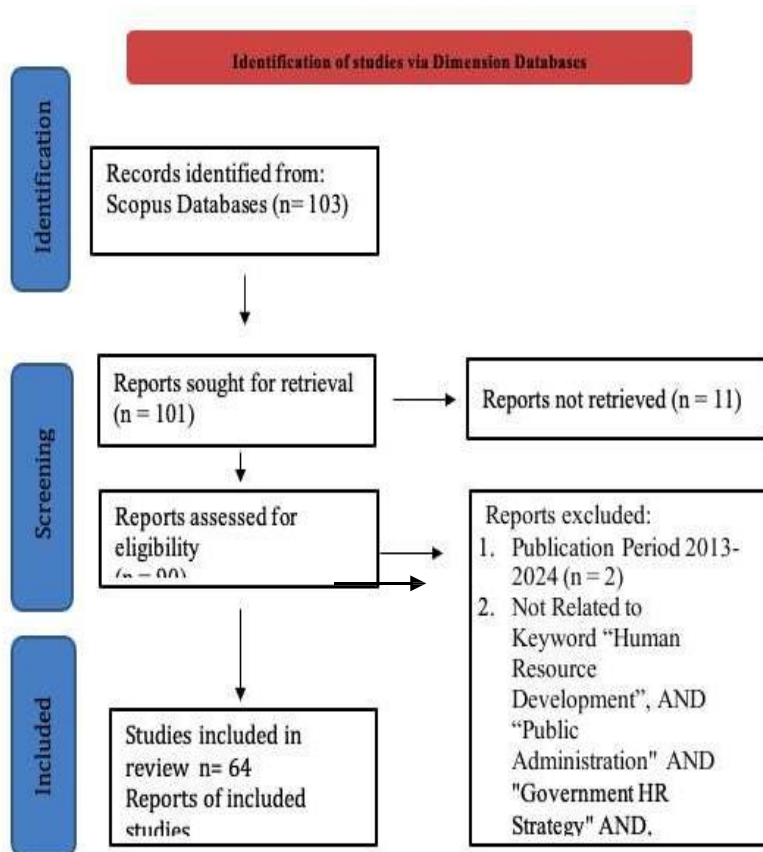 Identification of studies via Dimension Databases
Identification
Records identified from:
Scopus Databases (n= 103)
Screening
Reports sought for retrieval
(n = 101)
Reports not retrieved (n = 11)
Reports assessed for
eligibility
(n = 90)
Reports excluded:
1. Publication Period 2013-
2024 (n = 2)
2. Not Related to
Keyword “Human
Resource
Development”, AND
“Public
Administration" AND
"Government HR
Strategy" AND,
Included
Studies included in
review n= 64
Reports of included
studies